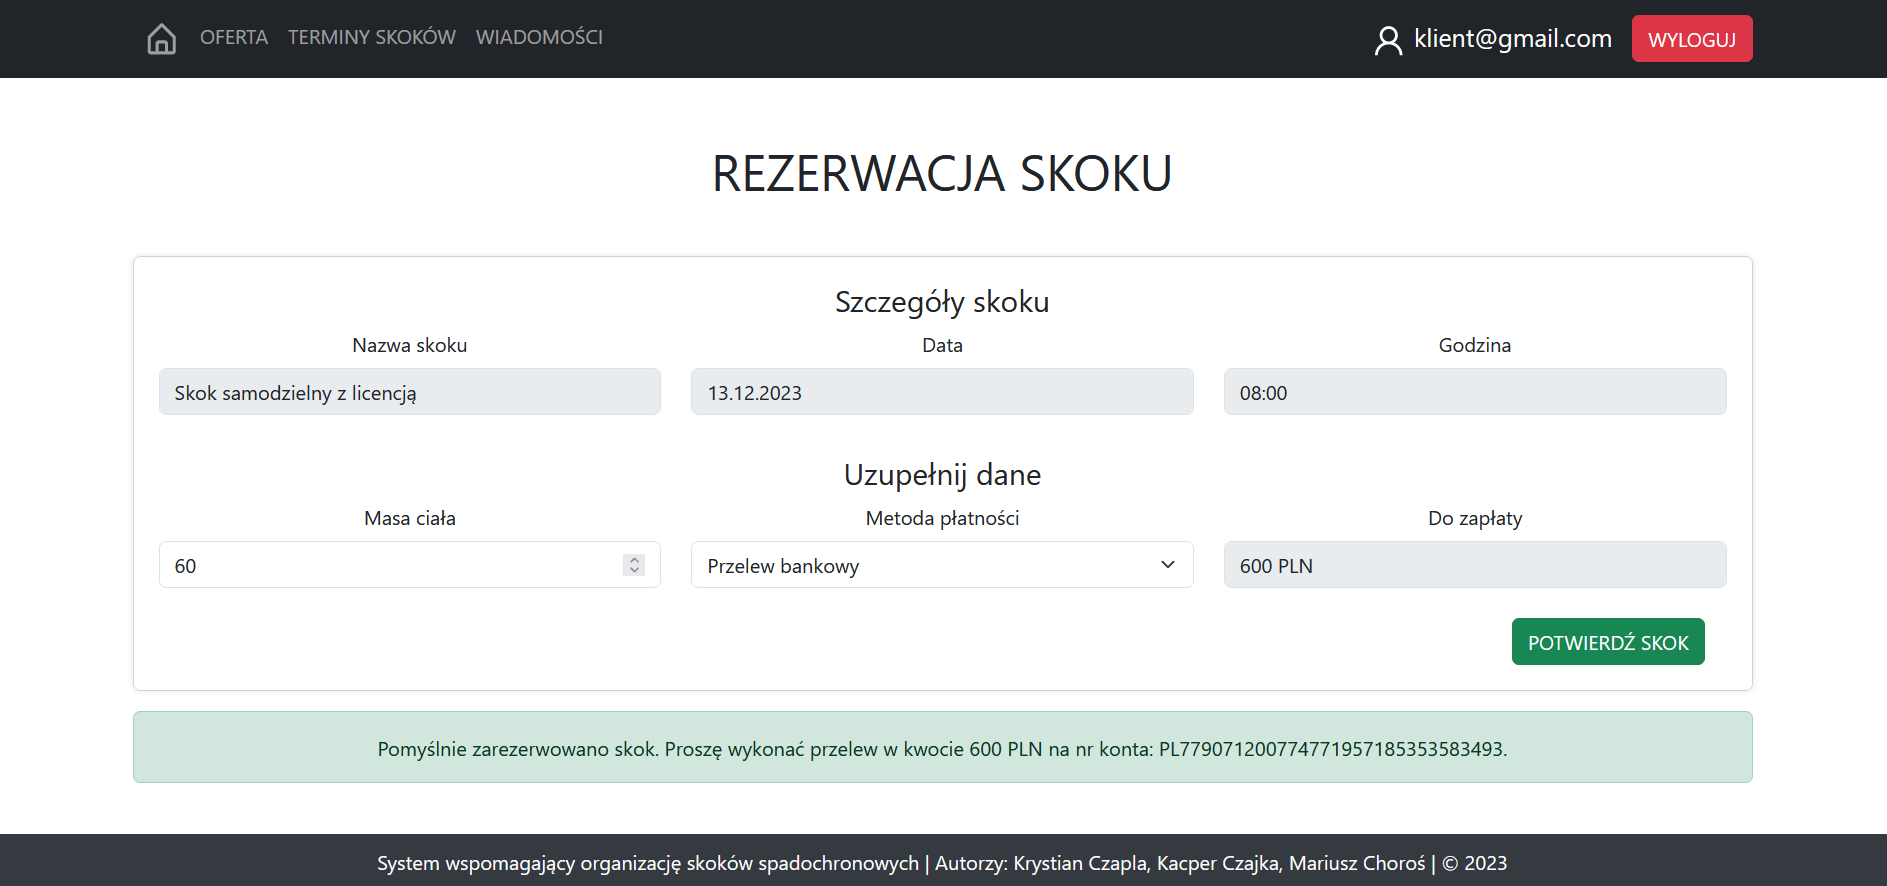 OFERTA TERMINY SKOKÓW WIADOMOŚCI klient@gmail.com WYLOGUJ
REZERWACJA SKOKU
Szczegóły skoku
Nazwa skoku Data Godzina
Skok samodzielny z licencją 13.12.2023 08:00
Uzupełnij dane
Masa ciała Metoda płatności Do zapłaty
60 Przelew bankowy 600 PLN
POTWIERDŹ SKOK
Pomyślnie zarezerwowano skok. Proszę wykonać przelew w kwocie 600 PLN na nr konta: PL77907120077477195718535358​3493.
System wspomagający organizację skoków spadochronowych | Autorzy: Krystian Czapla, Kacper Czajka, Mariusz Choroś | © 2023